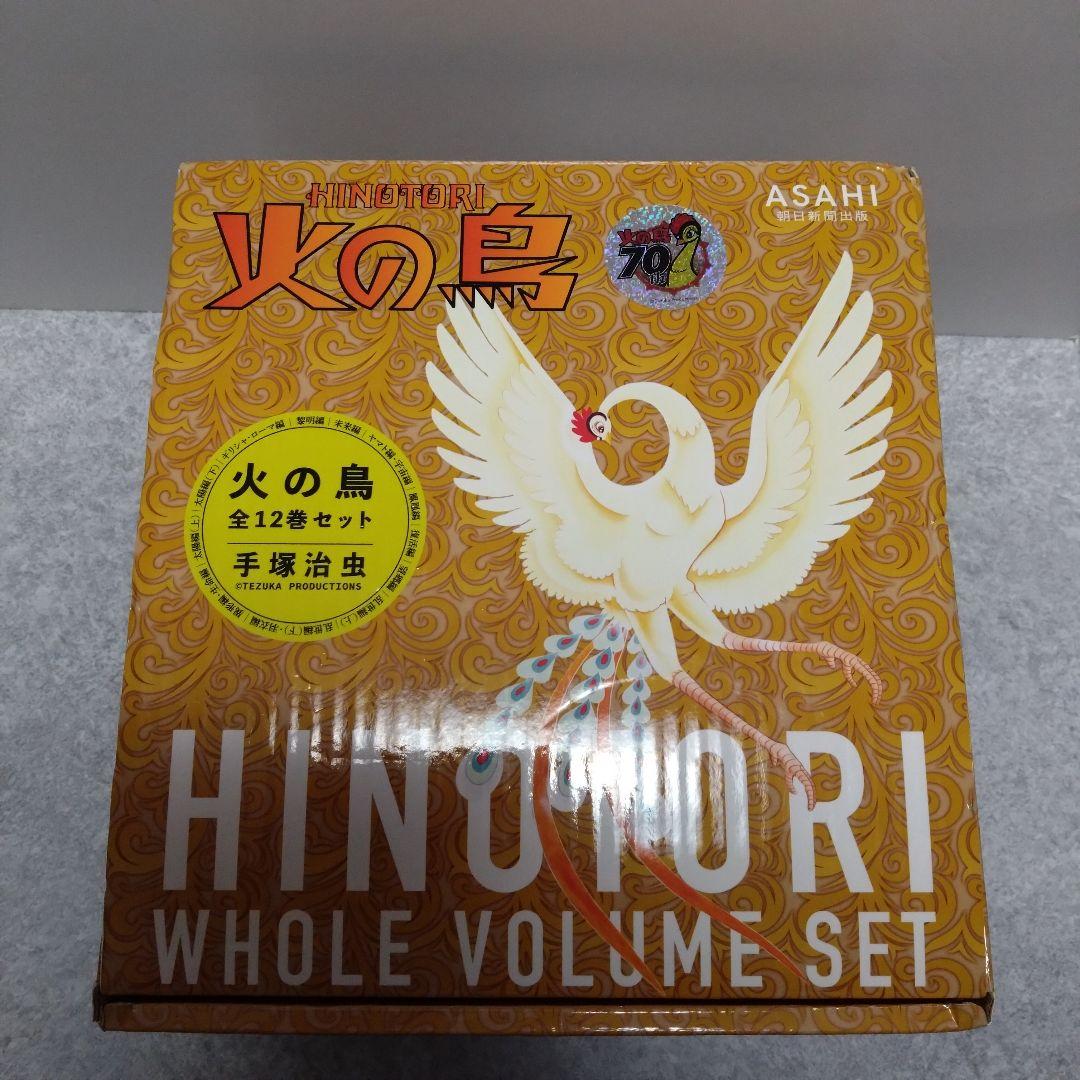 HINOTORI
火の鳥
火の鳥
70
ASAHI
朝日新聞出版
黎明編｜未来編｜ヤマト編・宇宙編｜鳳凰編｜復活編｜望郷編｜乱世編(上)｜乱世編(下)・羽衣編｜異形編・生命編｜太陽編(上)｜太陽編(下)｜ギリシャ・ローマ編
火の鳥
全12巻セット
手塚治虫
©TEZUKA PRODUCTIONS
HINOTORI
WHOLE VOLUME SET